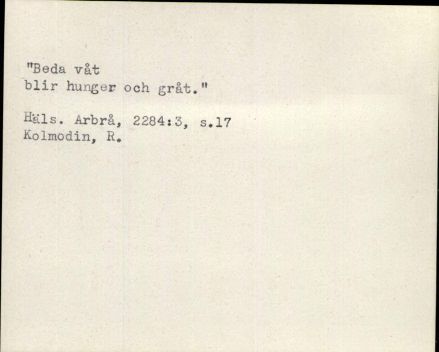 "Beda våt
blir hunger och gråt."
Häls. Arbrå, 2284:3, s.17
Kolmodin, R.